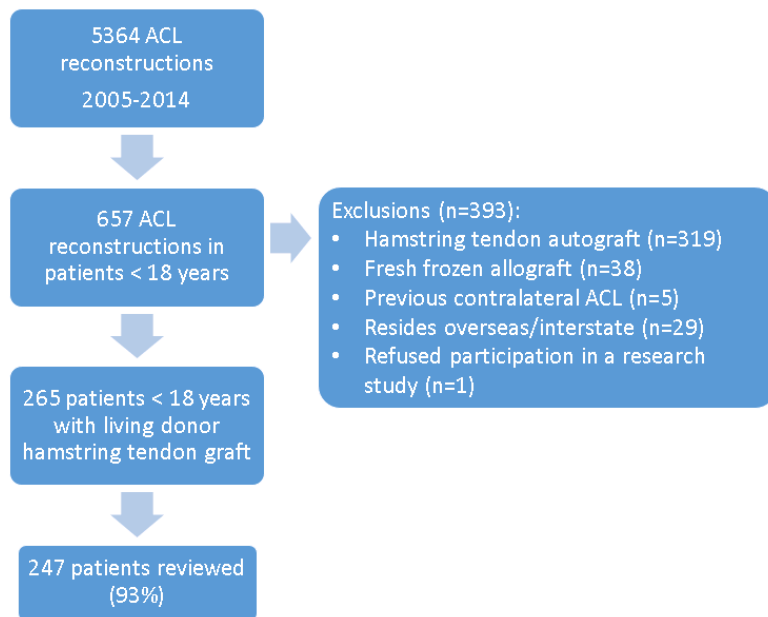 5364 ACL
reconstructions
2005-2014
657 ACL
reconstructions in
patients < 18 years
Exclusions (n=393):
• Hamstring tendon autograft (n=319)
• Fresh frozen allograft (n=38)
• Previous contralateral ACL (n=5)
• Resides overseas/interstate (n=29)
• Refused participation in a research
study (n=1)
265 patients < 18 years
with living donor
hamstring tendon graft
247 patients reviewed
(93%)